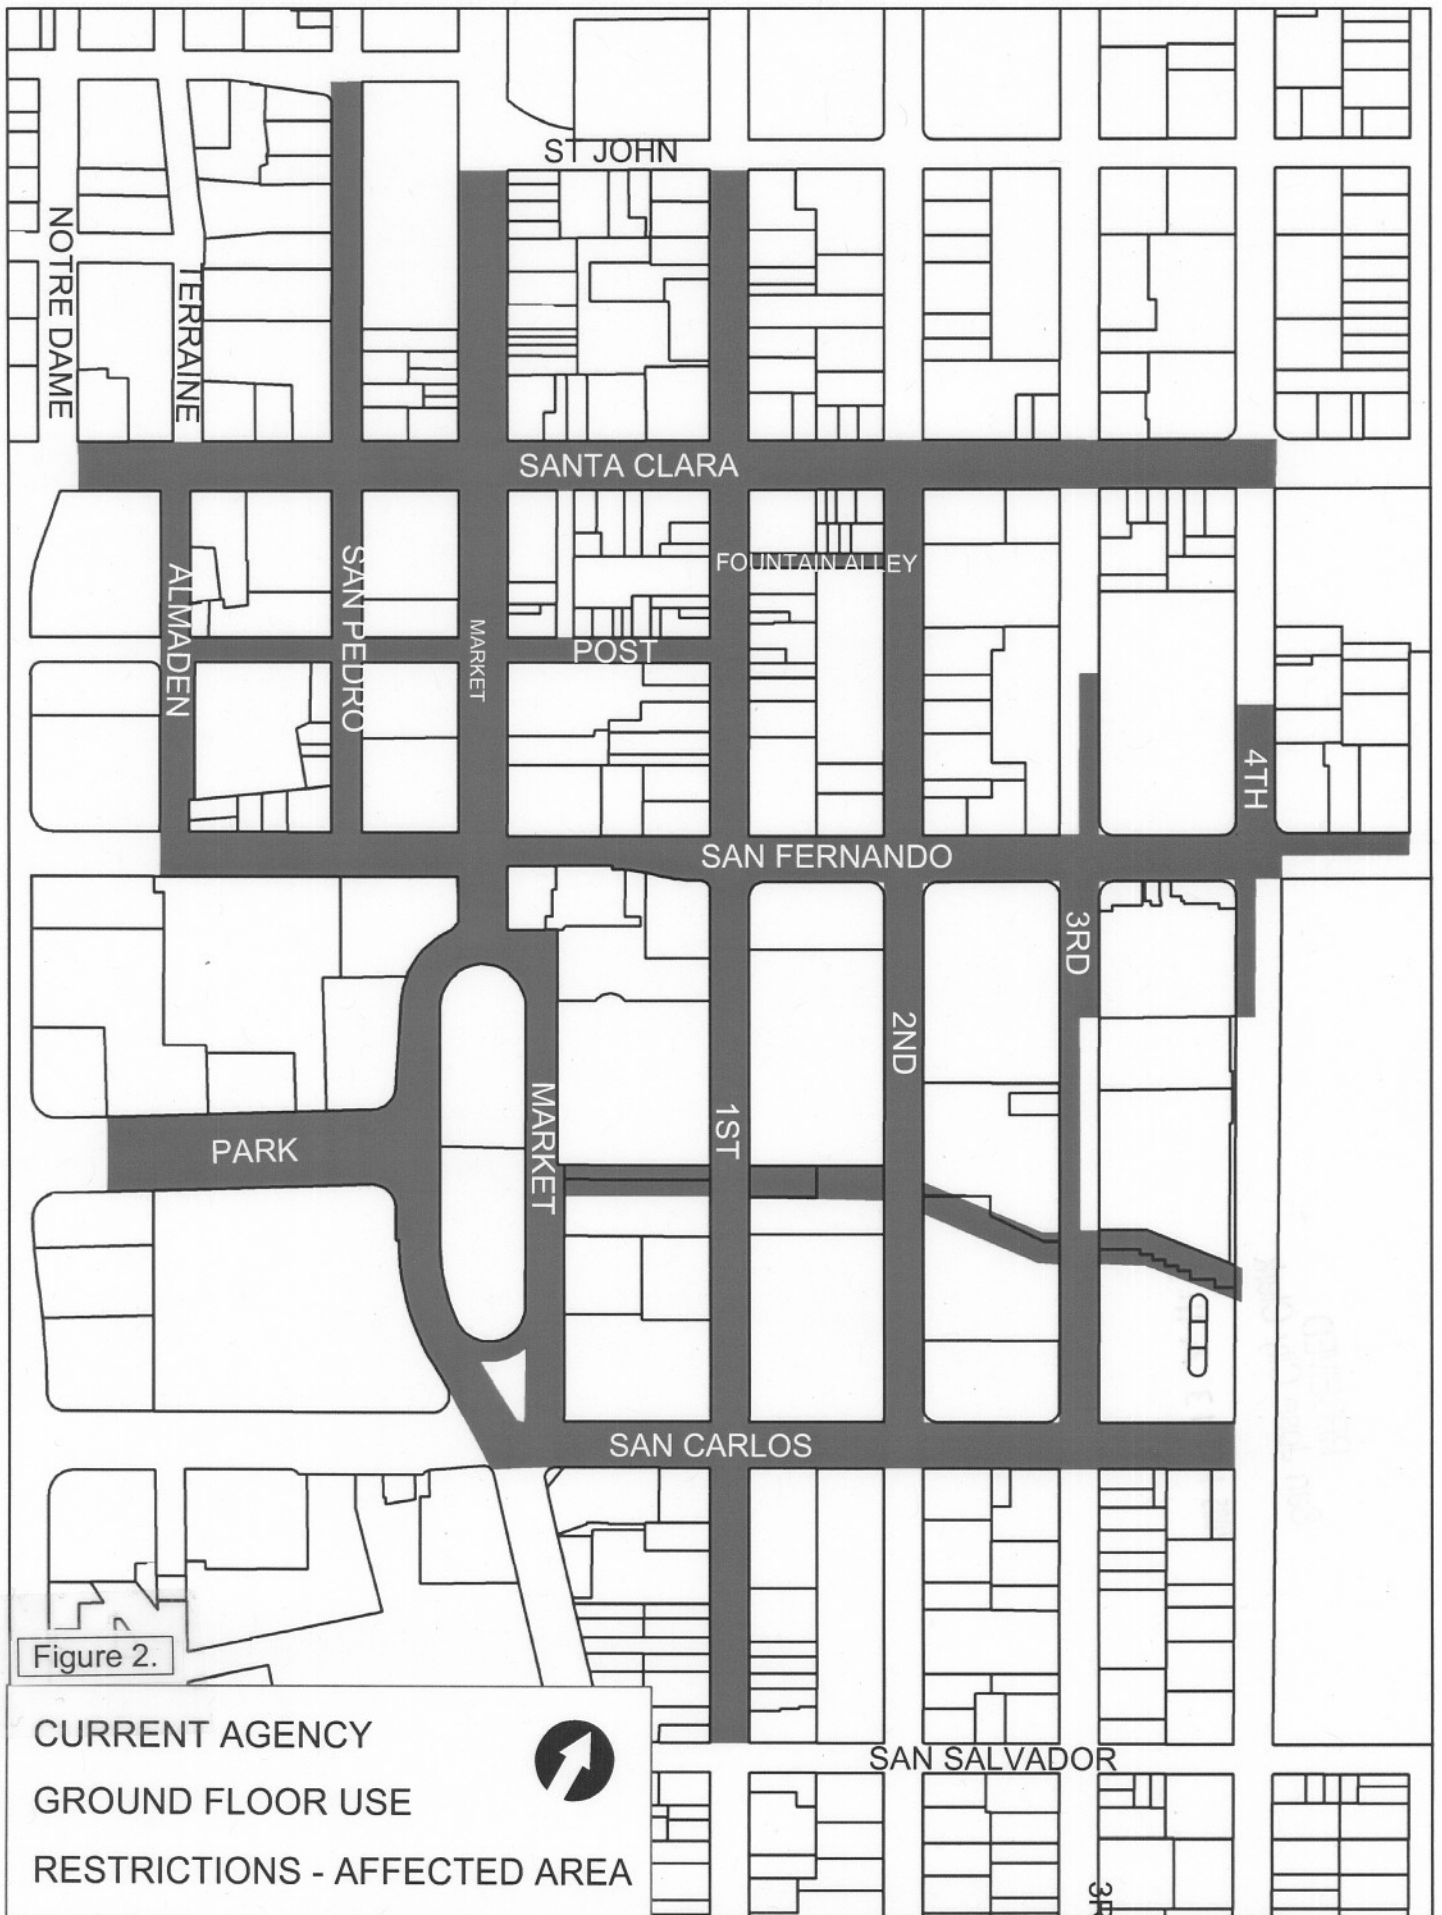 ST JOHN
NOTRE DAME
TERRAINE
SANTA CLARA
ALMADEN
SAN PEDRO
MARKET
FOUNTAIN ALLEY
POST
4TH
SAN FERNANDO
3RD
2ND
MARKET
1ST
PARK
SAN CARLOS
Figure 2.
CURRENT AGENCY
GROUND FLOOR USE
RESTRICTIONS - AFFECTED AREA
SAN SALVADOR